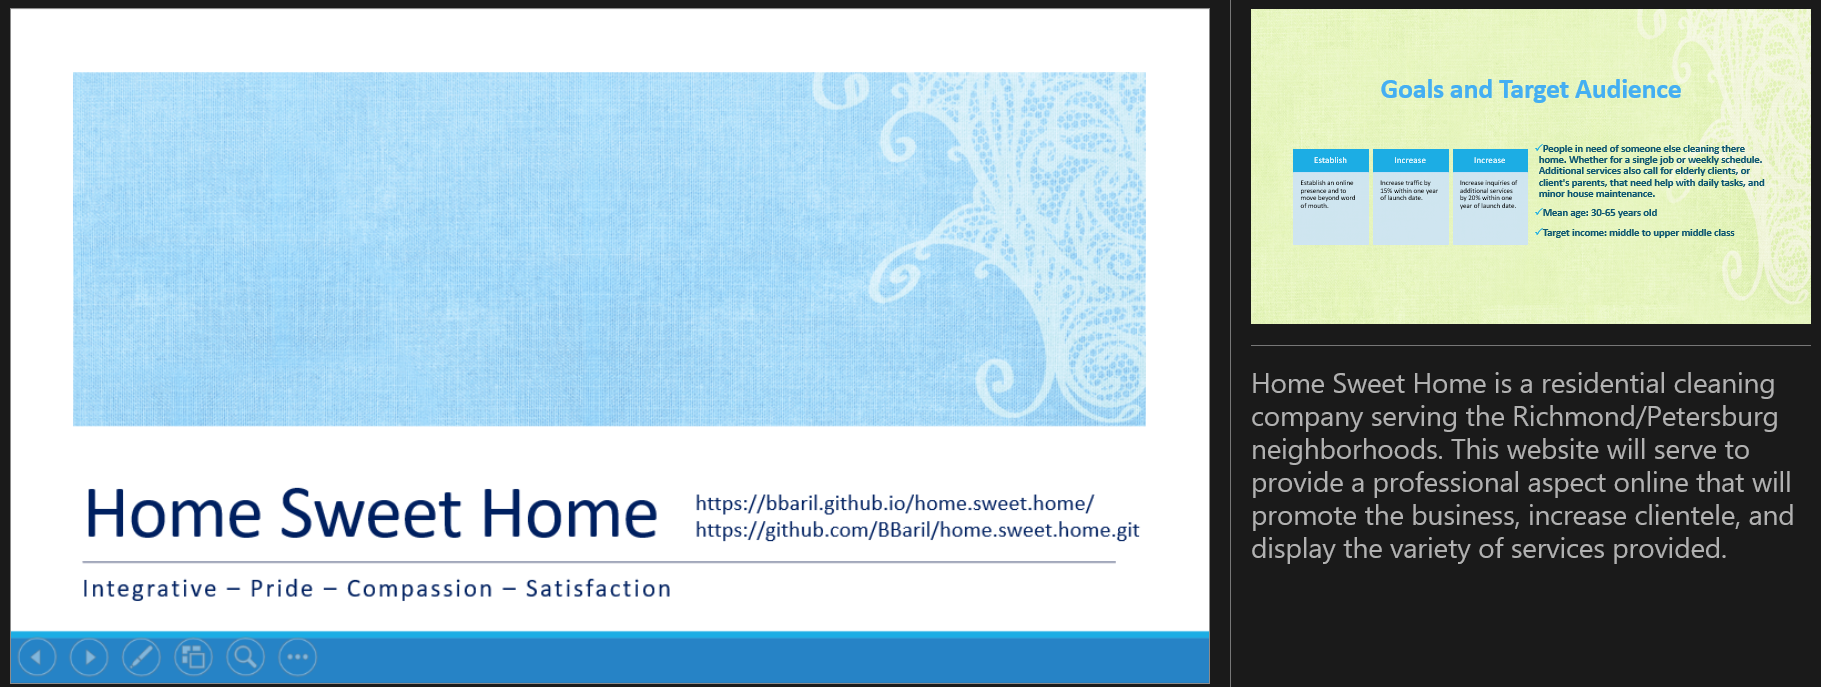 Home Sweet Home
https://bbaril.github.io/home.sweet.home/
https://github.com/BBaril/home.sweet.home.git
Integrative – Pride – Compassion – Satisfaction
Goals and Target Audience
Establish
Establish an online
presence and to
move beyond word
of mouth.
Increase
Increase traffic by
15% within one year
of launch date.
Increase
Increase inquiries of
additional services
by 20% within one
year of launch date.
✓People in need of someone else cleaning there
home. Whether for a single job or weekly schedule.
Additional services also call for elderly clients, or
client's parents, that need help with daily tasks, and
minor house maintenance.
✓Mean age: 30-65 years old
✓Target income: middle to upper middle class
Home Sweet Home is a residential cleaning
company serving the Richmond/Petersburg
neighborhoods. This website will serve to
provide a professional aspect online that will
promote the business, increase clientele, and
display the variety of services provided.